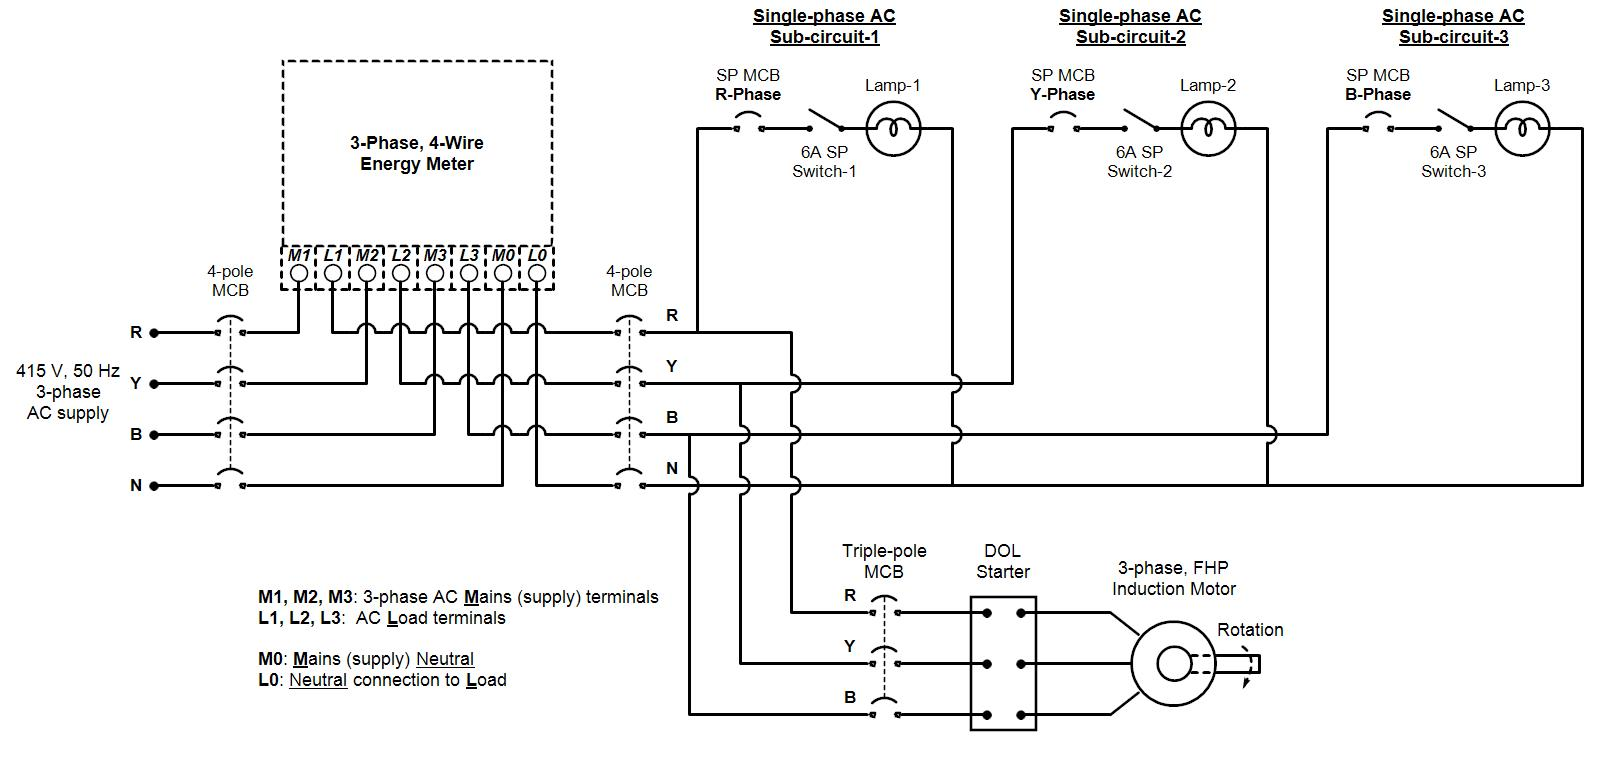 Single-phase AC
Sub-circuit-1
Single-phase AC
Sub-circuit-2
Single-phase AC
Sub-circuit-3
SP MCB
R-Phase
Lamp-1
6A SP
Switch-1
SP MCB
Y-Phase
Lamp-2
6A SP
Switch-2
SP MCB
B-Phase
Lamp-3
6A SP
Switch-3
3-Phase, 4-Wire
Energy Meter
M1 L1 M2 L2 M3 L3 M0 L0
4-pole
MCB
4-pole
MCB
R
Y
B
N
415 V, 50 Hz
3-phase
AC supply
R
Y
B
N
Triple-pole
MCB
R
Y
B
DOL
Starter
3-phase, FHP
Induction Motor
Rotation
M1, M2, M3: 3-phase AC Mains (supply) terminals
L1, L2, L3: AC Load terminals
M0: Mains (supply) Neutral
L0: Neutral connection to Load